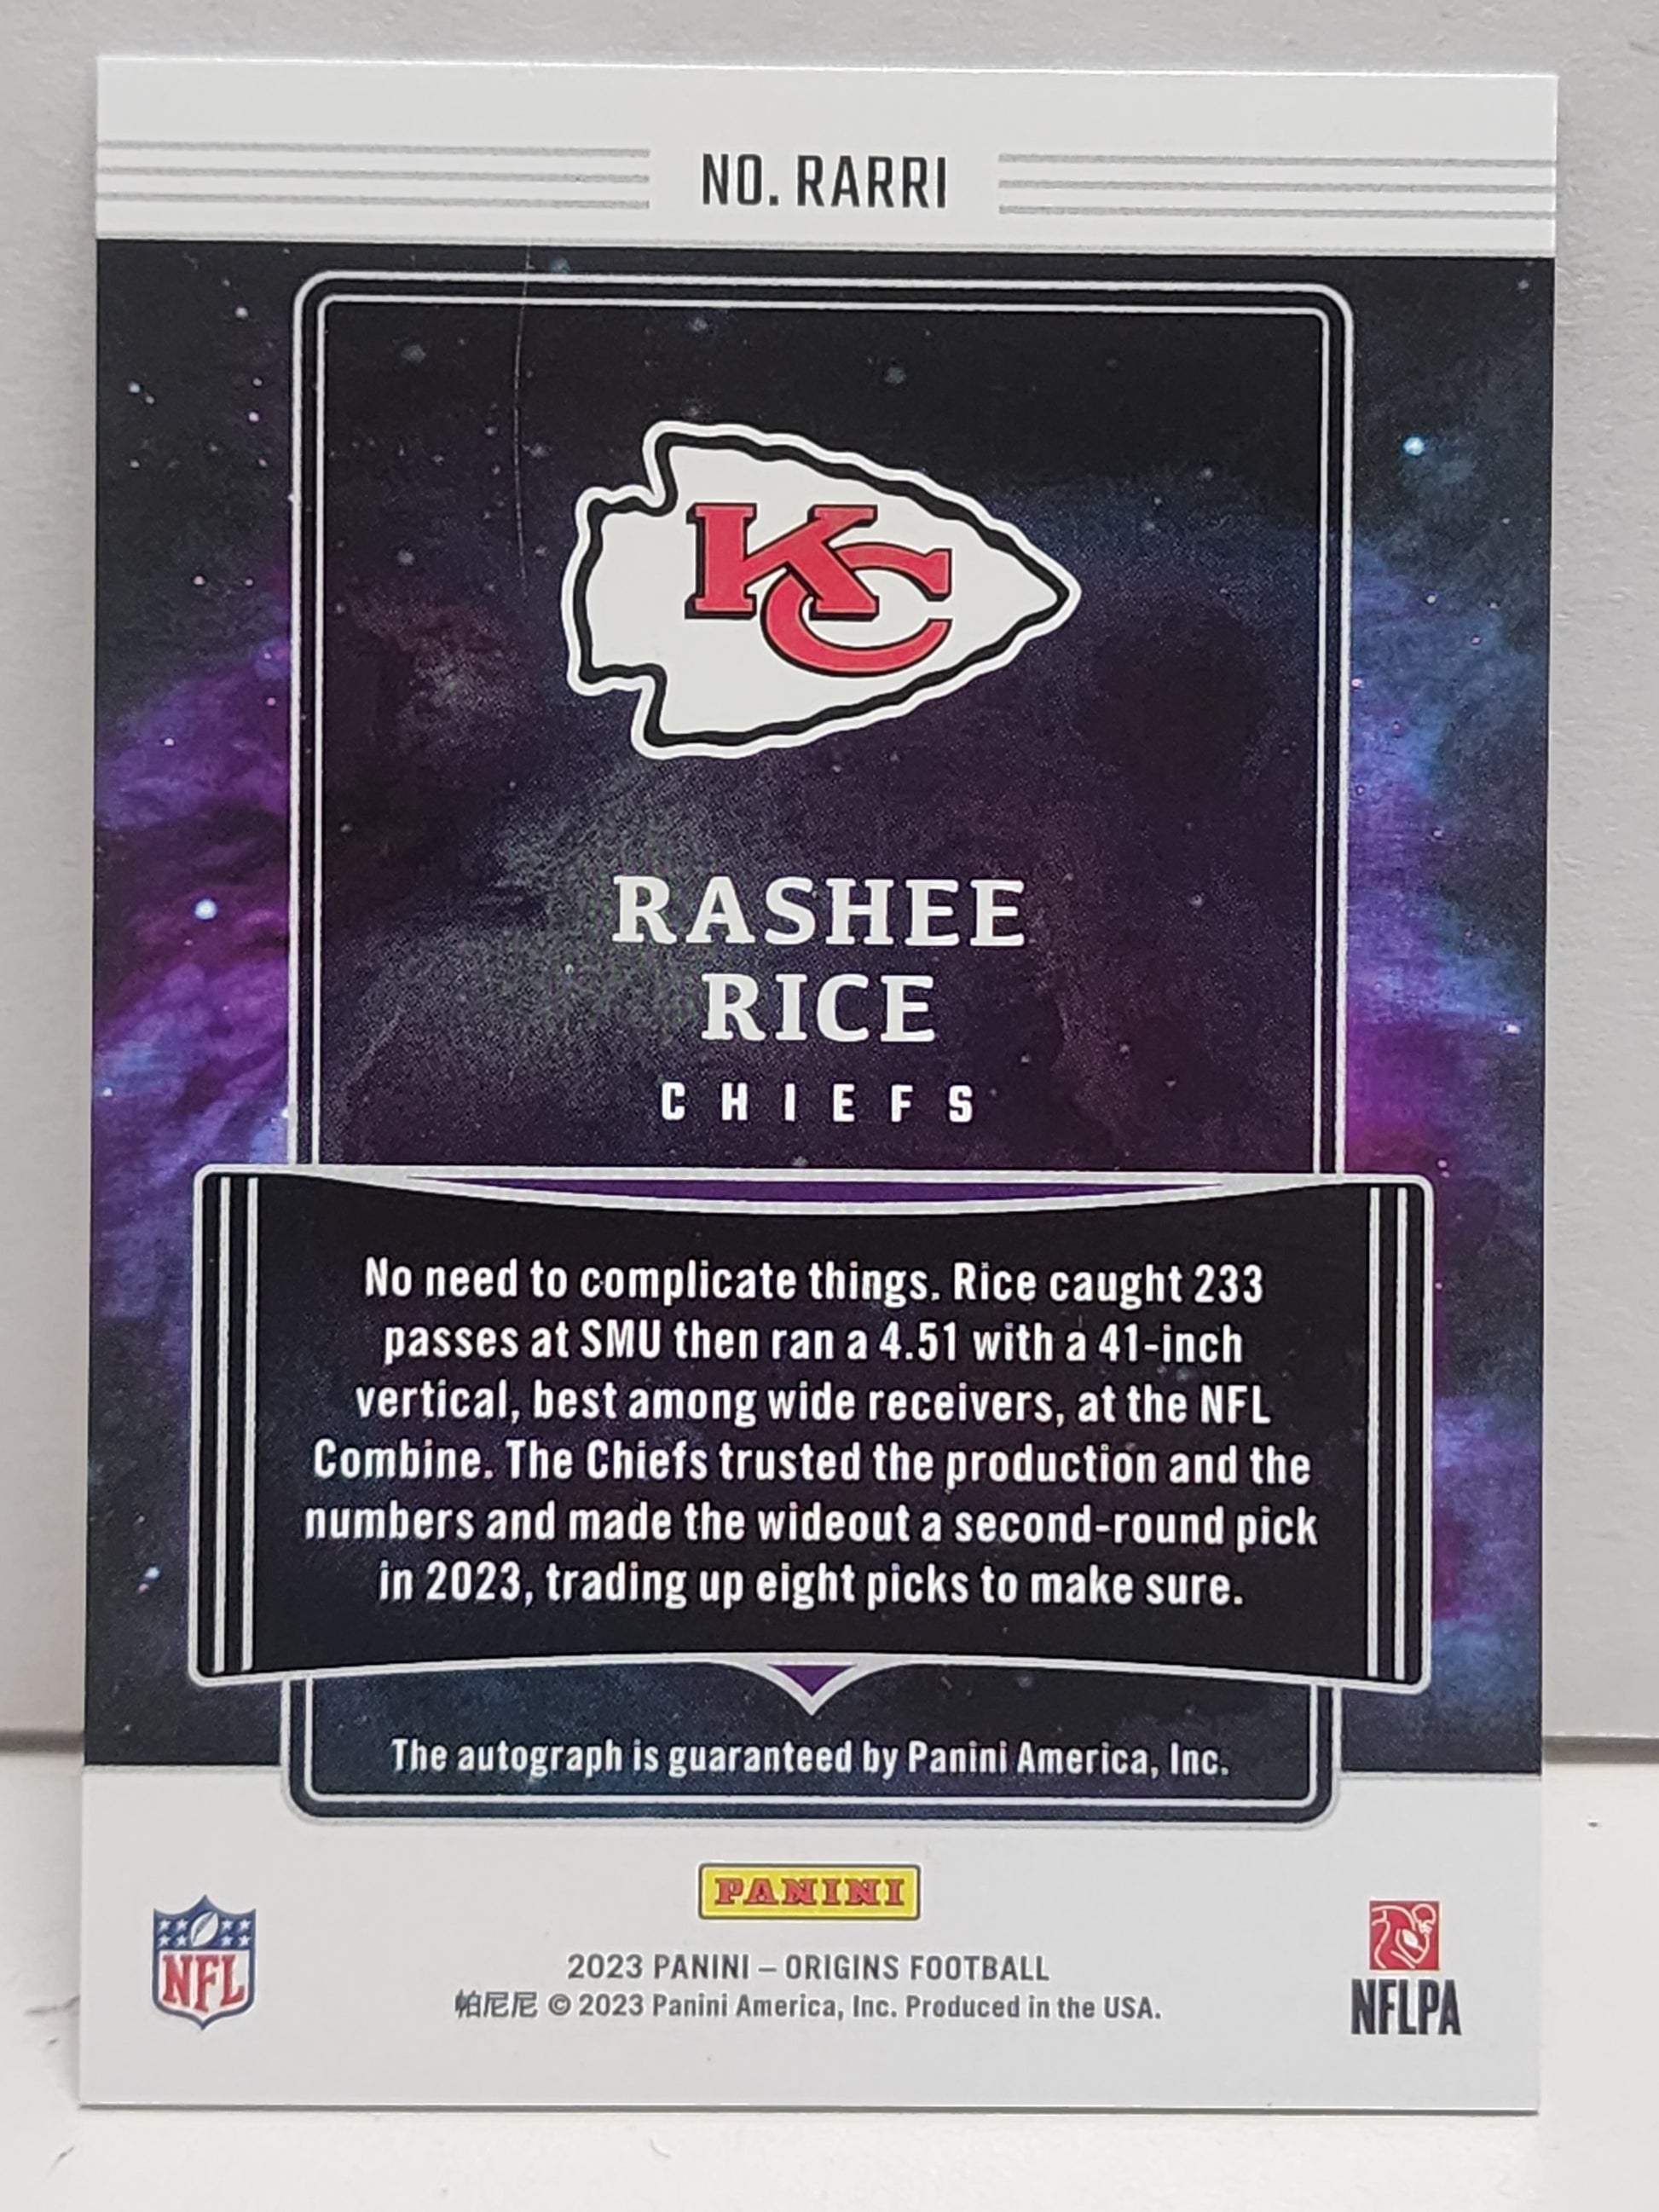 NO. RARRI
KC
RASHEE
RICE
CHIEFS
No need to complicate things. Rice caught 233
passes at SMU then ran a 4.51 with a 41-inch
vertical, best among wide receivers, at the NFL
Combine. The Chiefs trusted the production and the
numbers and made the wideout a second-round pick
in 2023, trading up eight picks to make sure.
The autograph is guaranteed by Panini America, Inc.
PANINI
NFL
2023 PANINI – ORIGINS FOOTBALL
帕尼尼 © 2023 Panini America, Inc. Produced in the USA.
NFLPA